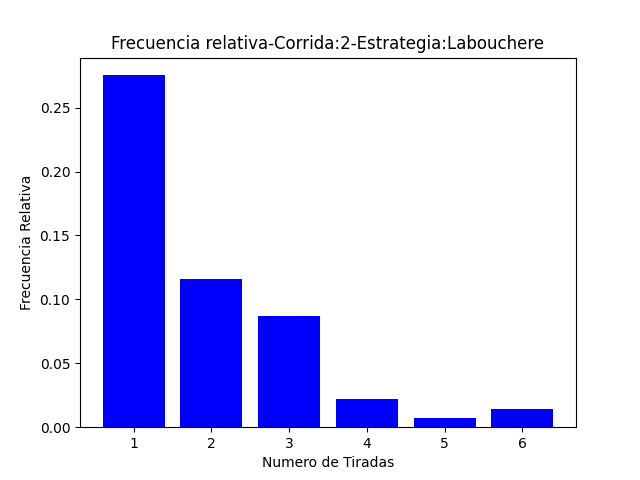 Frecuencia relativa-Corrida:2-Estrategia:Labouchere
0.25
0.20
0.15
0.10
0.05
0.00
Frecuencia Relativa
1 2 3 4 5 6
Numero de Tiradas